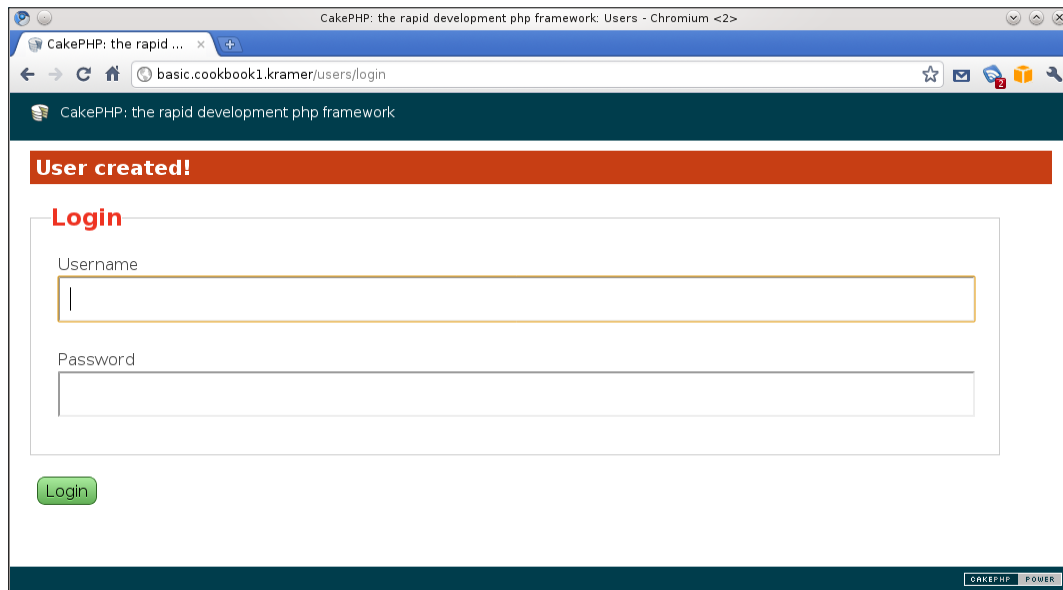 CakePHP: the rapid development php framework: Users - Chromium <2>
CakePHP: the rapid ...
basic.cookbook1.kramer/users/login
2
CakePHP: the rapid development php framework
User created!
Login
Username
Password
Login
CAKEPHP POWER